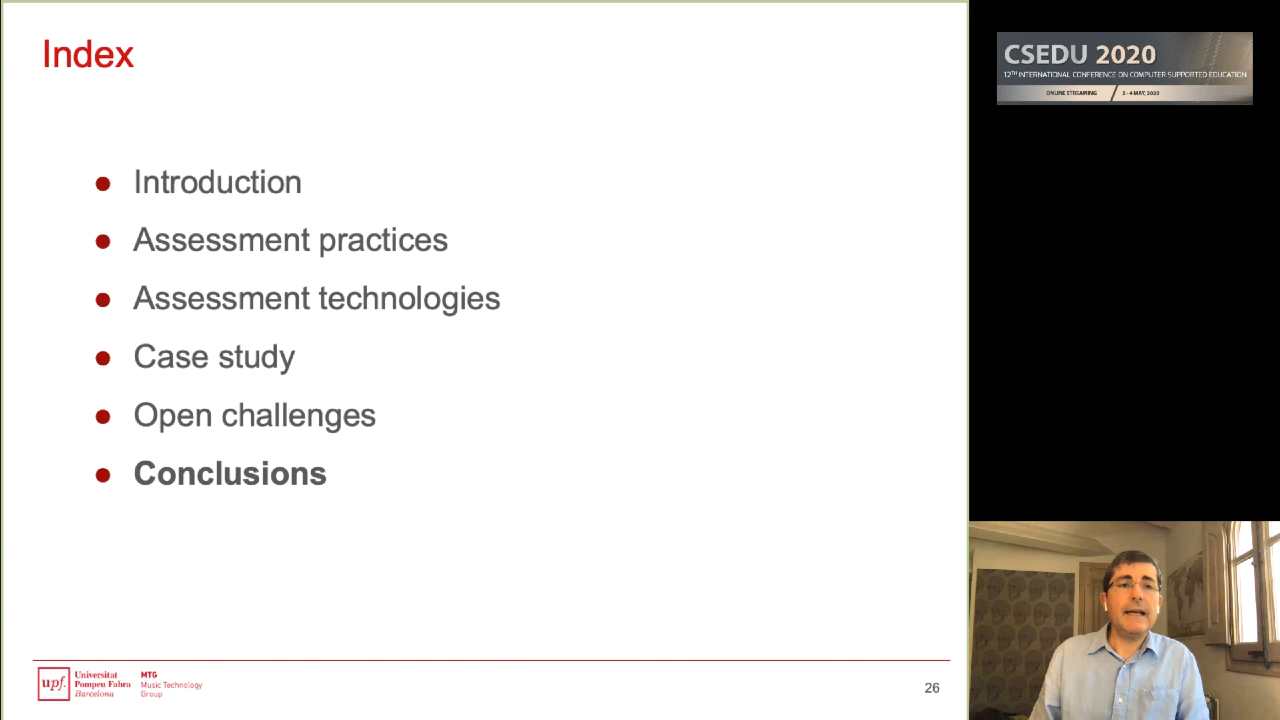 Index
Introduction
Assessment practices
Assessment technologies
Case study
Open challenges
Conclusions
upf.
Universitat
Pompeu Fabra
Barcelona
MTG
Music Technology
Group
26
CSEDU 2020
12TH INTERNATIONAL CONFERENCE ON COMPUTER SUPPORTED EDUCATION
ONLINE STREAMING
2 - 4 MAY, 2020